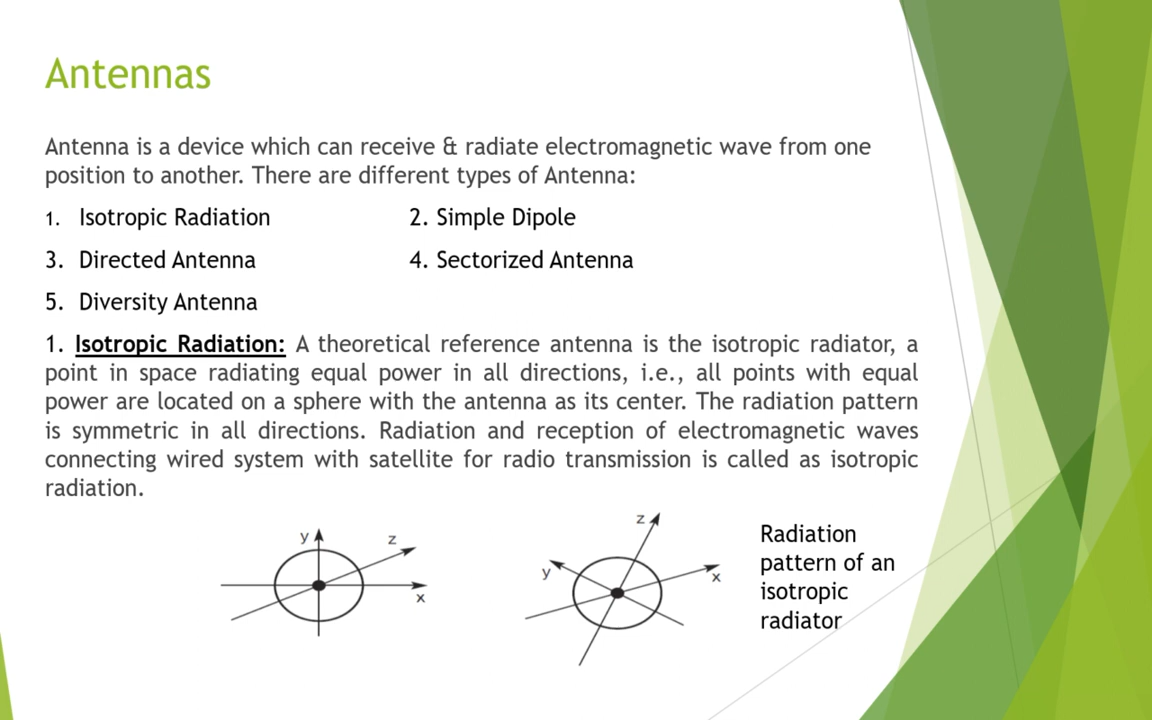 Antennas
Antenna is a device which can receive & radiate electromagnetic wave from one
position to another. There are different types of Antenna:
1. Isotropic Radiation 2. Simple Dipole
3. Directed Antenna 4. Sectorized Antenna
5. Diversity Antenna
1. Isotropic Radiation: A theoretical reference antenna is the isotropic radiator, a
point in space radiating equal power in all directions, i.e., all points with equal
power are located on a sphere with the antenna as its center. The radiation pattern
is symmetric in all directions. Radiation and reception of electromagnetic waves
connecting wired system with satellite for radio transmission is called as isotropic
radiation.
y z x
z y x
Radiation
pattern of an
isotropic
radiator